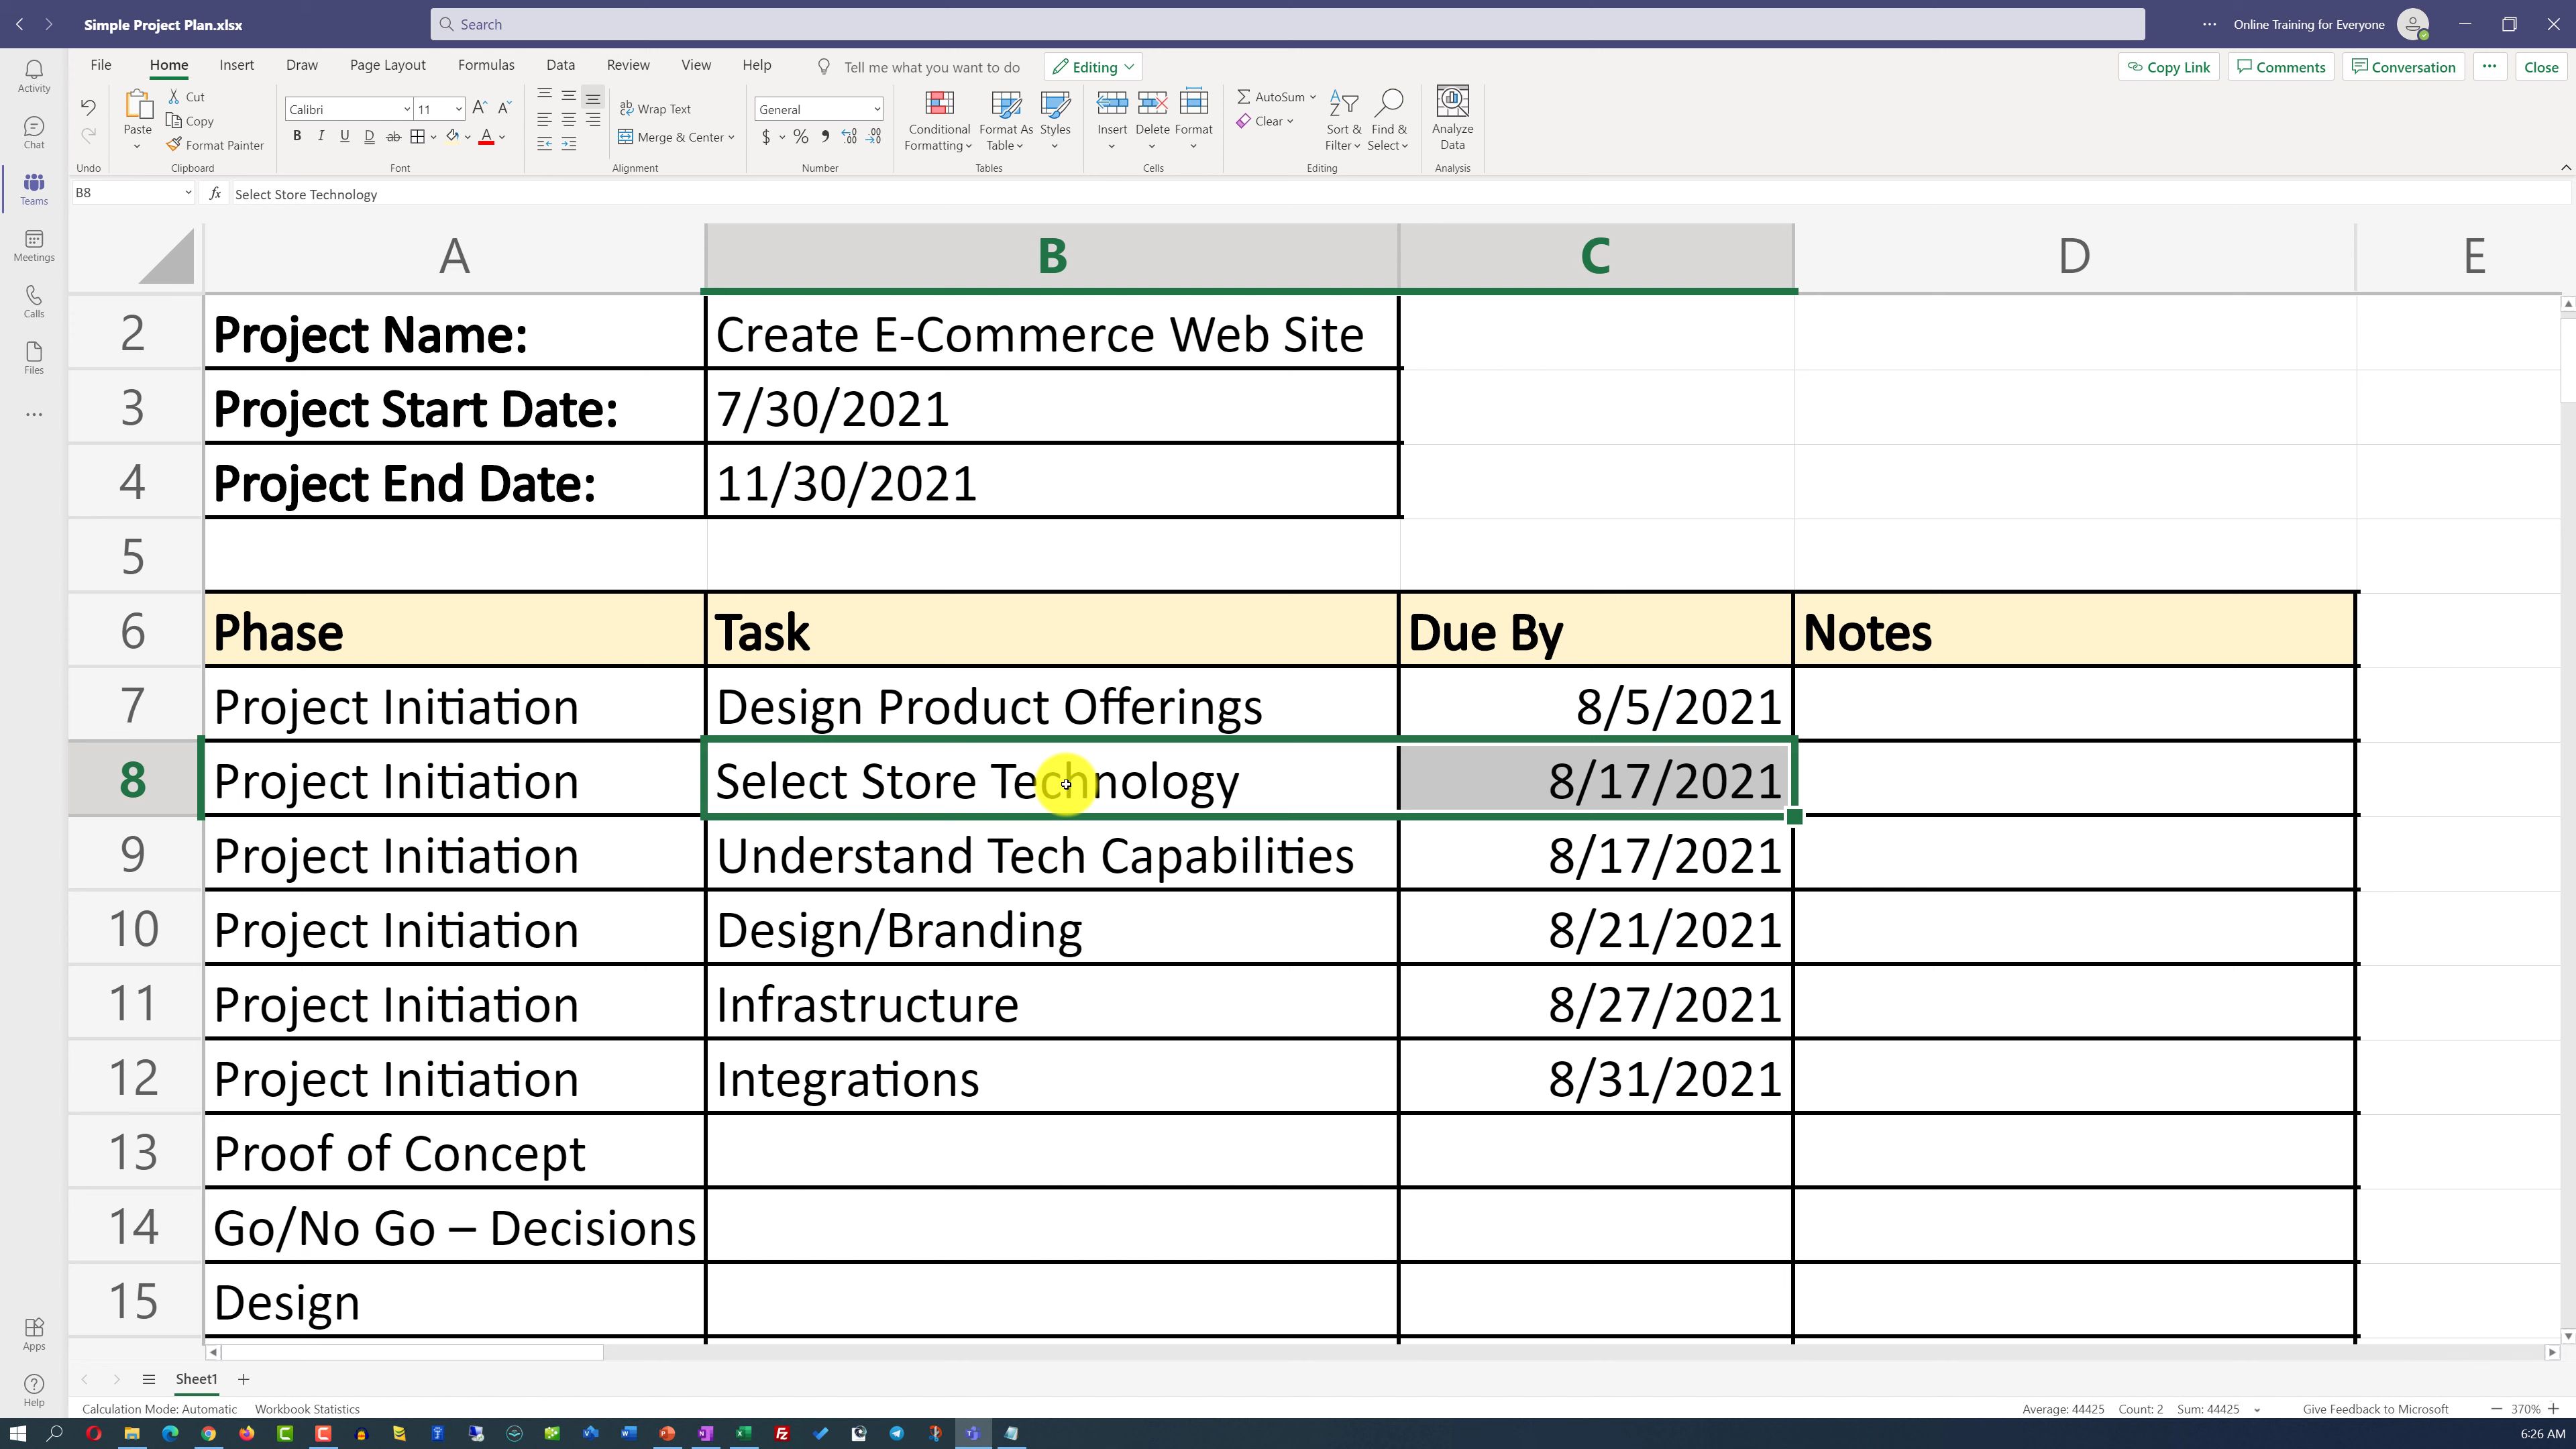 Simple Project Plan.xlsx
Search
Online Training for Everyone
File Home Insert Draw Page Layout Formulas Data Review View Help Tell me what you want to do Editing
Copy Link Comments Conversation Close
Activity
Chat
Teams
Meetings
Calls
Files
Apps
Help
Undo
Paste
Cut
Copy
Format Painter
Clipboard
Calibri 11
B I U D ab A
Font
Wrap Text
Merge & Center
Alignment
General
$ % ,
Number
Conditional Formatting
Format As Table
Styles
Tables
Insert Delete Format
Cells
AutoSum
Clear
Sort & Filter
Find & Select
Editing
Analyze Data
Analysis
B8 fx Select Store Technology
A B C D E
2 Project Name: Create E-Commerce Web Site
3 Project Start Date: 7/30/2021
4 Project End Date: 11/30/2021
5
6 Phase Task Due By Notes
7 Project Initiation Design Product Offerings 8/5/2021
8 Project Initiation Select Store Technology 8/17/2021
9 Project Initiation Understand Tech Capabilities 8/17/2021
10 Project Initiation Design/Branding 8/21/2021
11 Project Initiation Infrastructure 8/27/2021
12 Project Initiation Integrations 8/31/2021
13 Proof of Concept
14 Go/No Go – Decisions
15 Design
Sheet1
Calculation Mode: Automatic Workbook Statistics
Average: 44425 Count: 2 Sum: 44425 Give Feedback to Microsoft 370%
6:26 AM